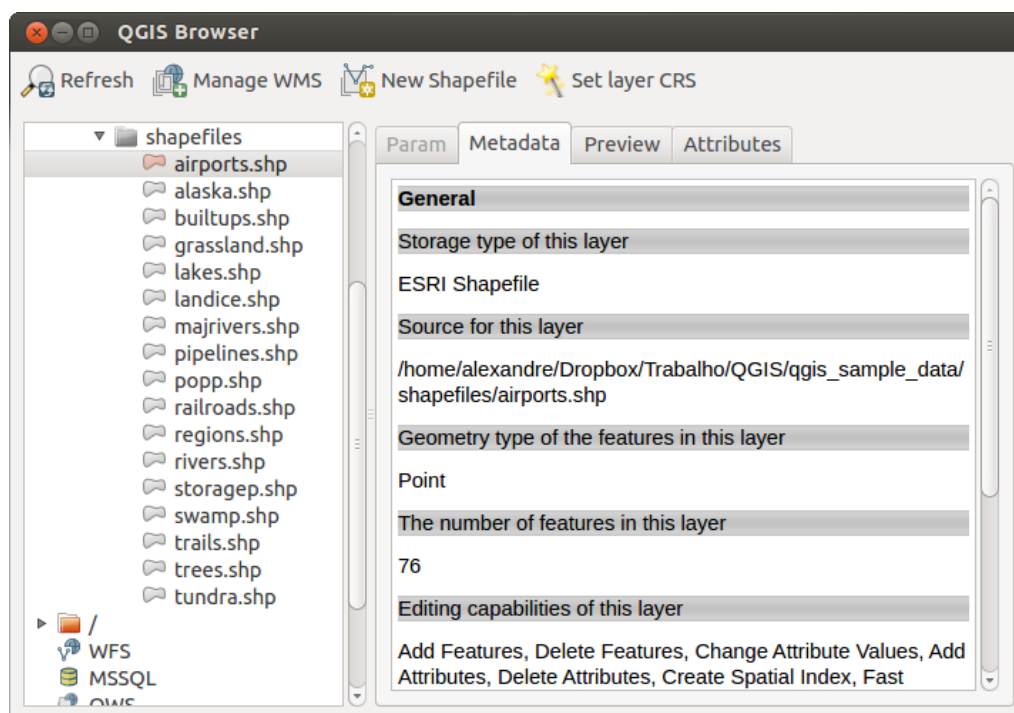 QGIS Browser
Refresh Manage WMS New Shapefile Set layer CRS
shapefiles
airports.shp
alaska.shp
builtups.shp
grassland.shp
lakes.shp
landice.shp
majrivers.shp
pipelines.shp
popp.shp
railroads.shp
regions.shp
rivers.shp
storagep.shp
swamp.shp
trails.shp
trees.shp
tundra.shp
/
WFS
MSSQL
OWS
Param Metadata Preview Attributes
General
Storage type of this layer
ESRI Shapefile
Source for this layer
/home/alexandre/Dropbox/Trabalho/QGIS/qgis_sample_data/
shapefiles/airports.shp
Geometry type of the features in this layer
Point
The number of features in this layer
76
Editing capabilities of this layer
Add Features, Delete Features, Change Attribute Values, Add
Attributes, Delete Attributes, Create Spatial Index, Fast